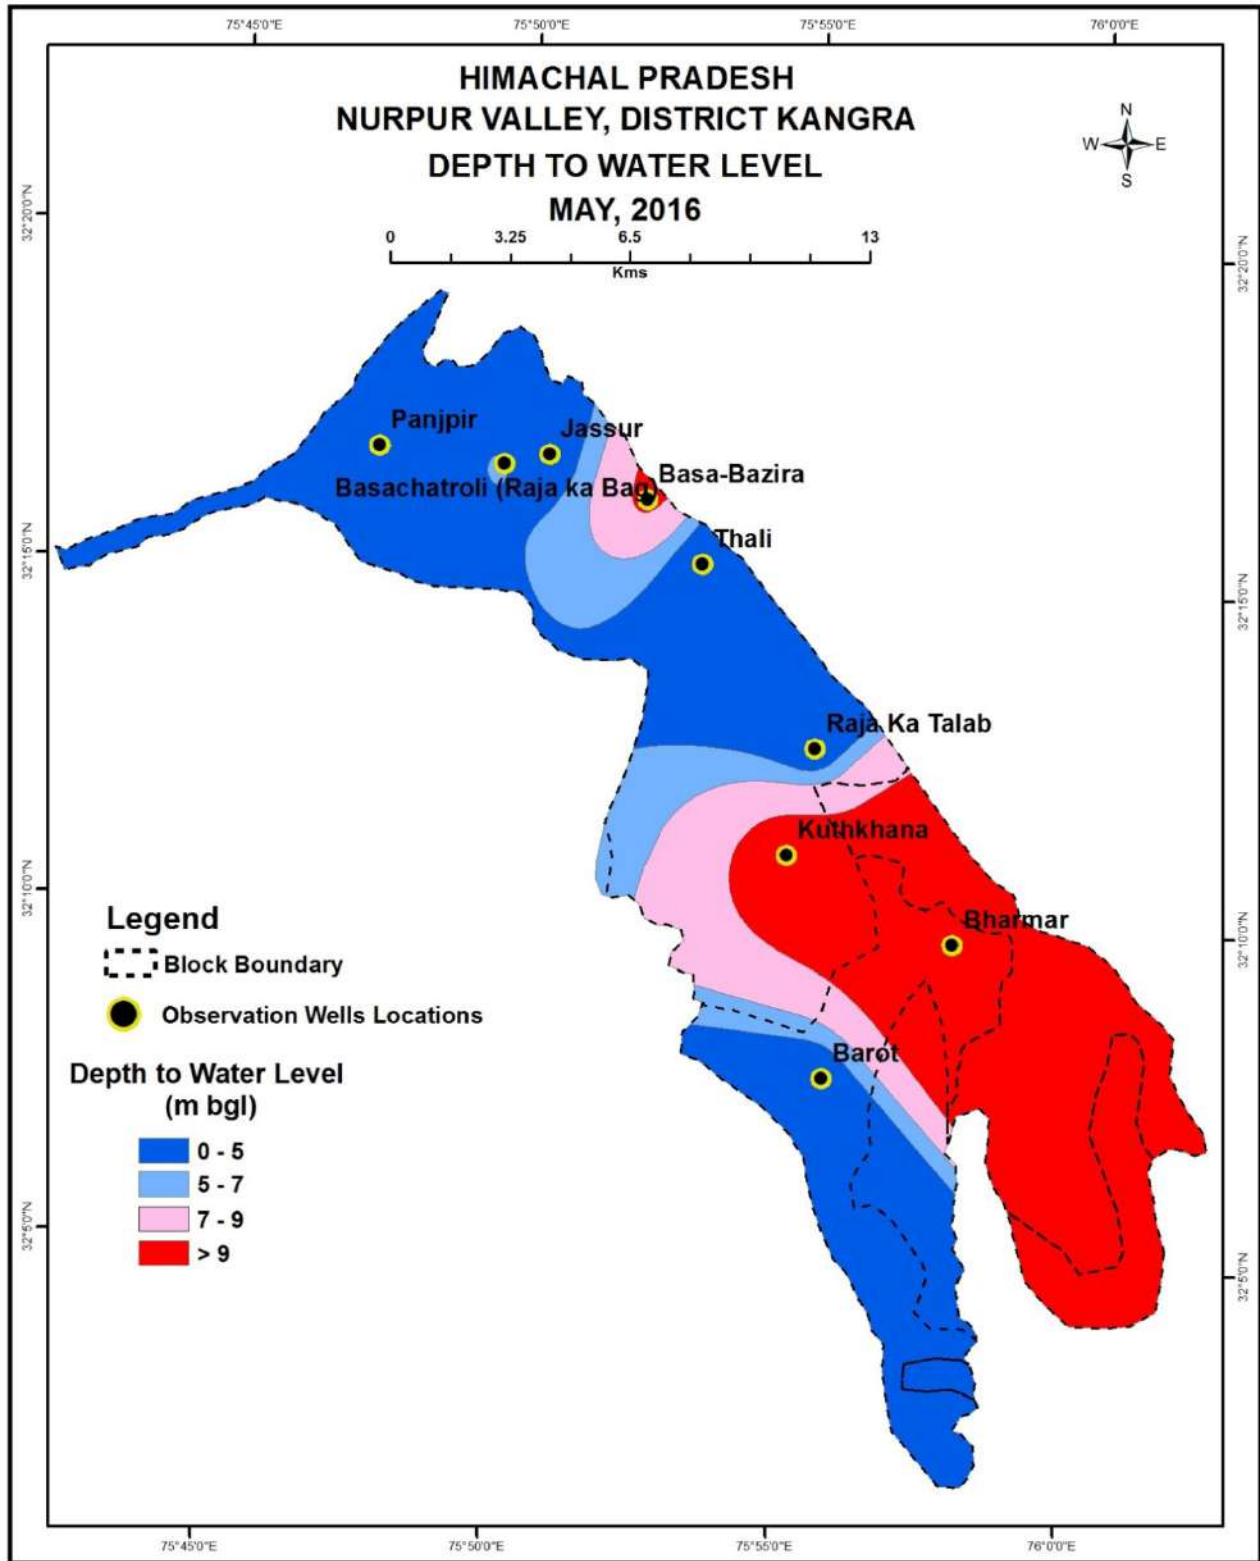 75°45'0"E 75°50'0"E 75°55'0"E 76°0'0"E
HIMACHAL PRADESH
NURPUR VALLEY, DISTRICT KANGRA
DEPTH TO WATER LEVEL
MAY, 2016
N
W E
S
0 3.25 6.5 13
Kms
32°20'0"N
32°20'0"N
Panjpir
Jassur
Basa-Bazira
Basachatroli (Raja ka Bag)
Thali
32°15'0"N
32°15'0"N
Raja Ka Talab
Kuthkhana
32°10'0"N
Bharmar
32°10'0"N
Legend
Block Boundary
Observation Wells Locations
Barot
Depth to Water Level
(m bgl)
0 - 5
5 - 7
7 - 9
> 9
32°5'0"N
32°5'0"N
75°45'0"E 75°50'0"E 75°55'0"E 76°0'0"E